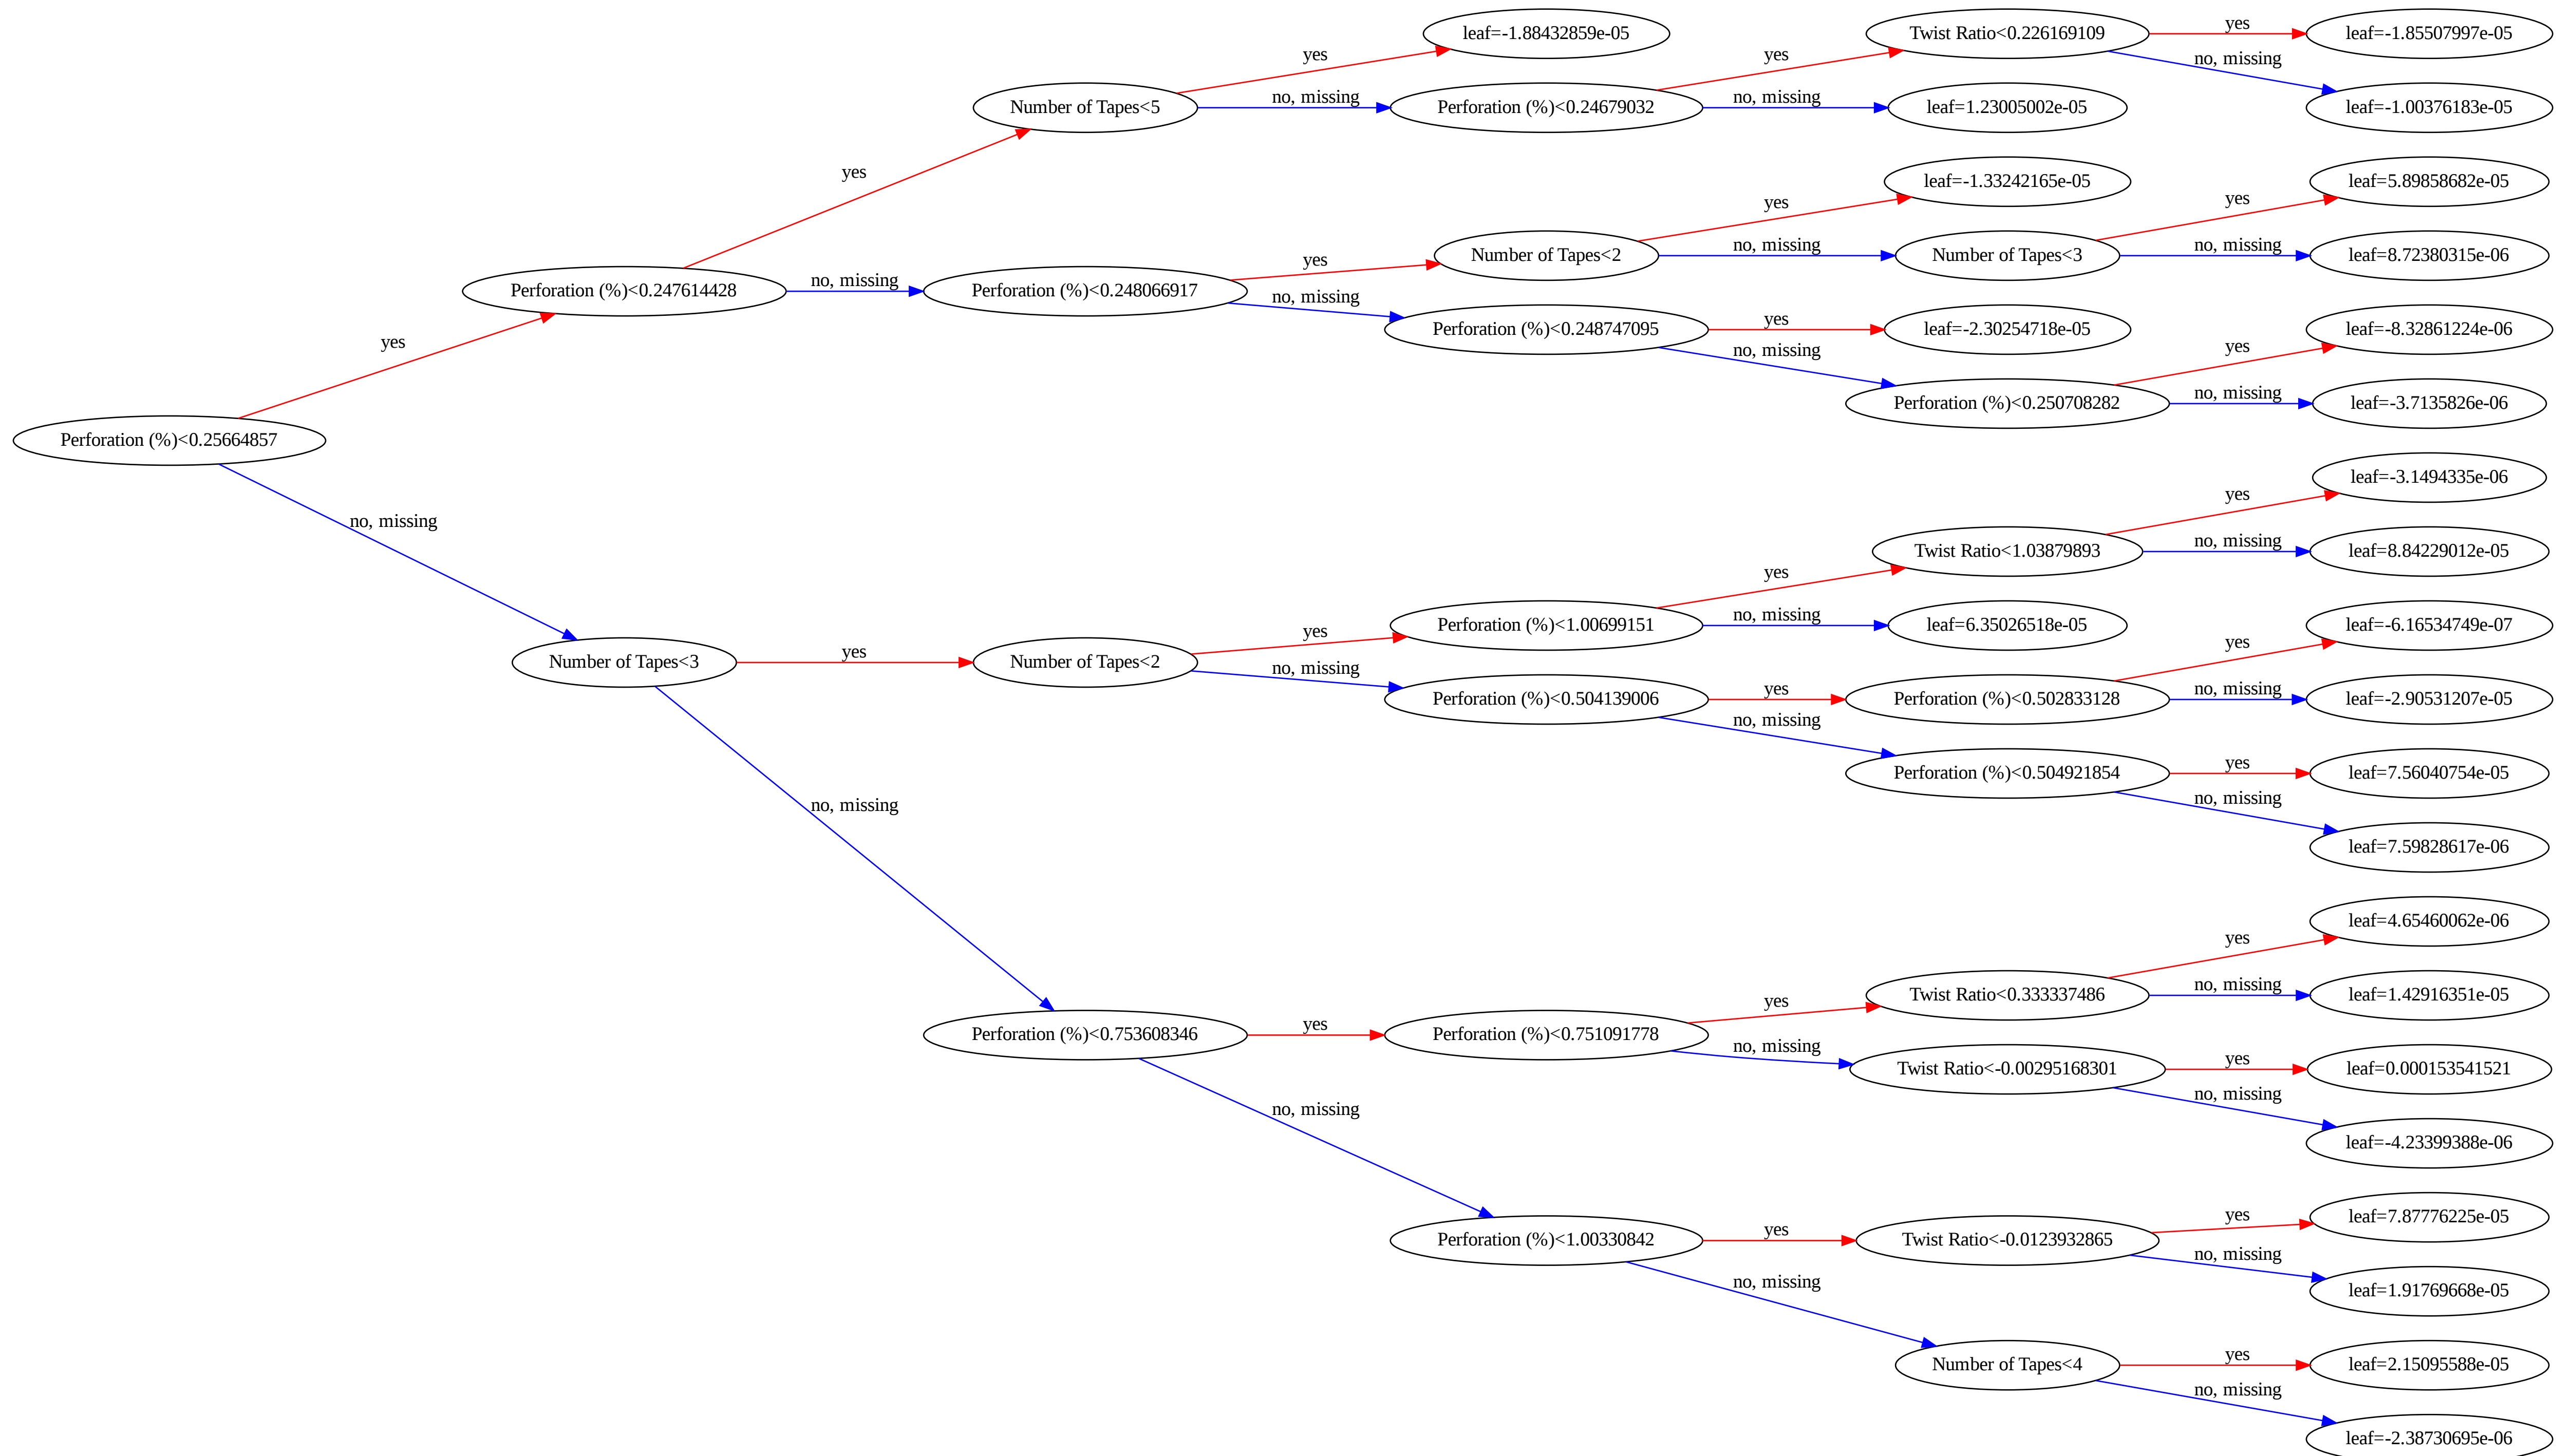 Perforation (%)<0.25664857
yes
no, missing
Perforation (%)<0.247614428
yes
no, missing
Number of Tapes<5
yes
no, missing
leaf=-1.88432859e-05
Perforation (%)<0.24679032
yes
no, missing
Twist Ratio<0.226169109
yes
no, missing
leaf=-1.85507997e-05
leaf=-1.00376183e-05
leaf=1.23005002e-05
Perforation (%)<0.248066917
yes
no, missing
Number of Tapes<2
yes
no, missing
leaf=-1.33242165e-05
Number of Tapes<3
yes
no, missing
leaf=5.89858682e-05
leaf=8.72380315e-06
Perforation (%)<0.248747095
yes
no, missing
leaf=-2.30254718e-05
Perforation (%)<0.250708282
yes
no, missing
leaf=-8.32861224e-06
leaf=-3.7135826e-06
Number of Tapes<3
yes
no, missing
Number of Tapes<2
yes
no, missing
Perforation (%)<1.00699151
yes
no, missing
Twist Ratio<1.03879893
yes
no, missing
leaf=-3.1494335e-06
leaf=8.84229012e-05
leaf=6.35026518e-05
Perforation (%)<0.504139006
yes
no, missing
Perforation (%)<0.502833128
yes
no, missing
leaf=-6.16534749e-07
leaf=-2.90531207e-05
Perforation (%)<0.504921854
yes
no, missing
leaf=7.56040754e-05
leaf=7.59828617e-06
Perforation (%)<0.753608346
yes
no, missing
Perforation (%)<0.751091778
yes
no, missing
Twist Ratio<0.333337486
yes
no, missing
leaf=4.65460062e-06
leaf=1.42916351e-05
Twist Ratio<-0.00295168301
yes
no, missing
leaf=0.000153541521
leaf=-4.23399388e-06
Perforation (%)<1.00330842
yes
no, missing
Twist Ratio<-0.0123932865
yes
no, missing
leaf=7.87776225e-05
leaf=1.91769668e-05
Number of Tapes<4
yes
no, missing
leaf=2.15095588e-05
leaf=-2.38730695e-06